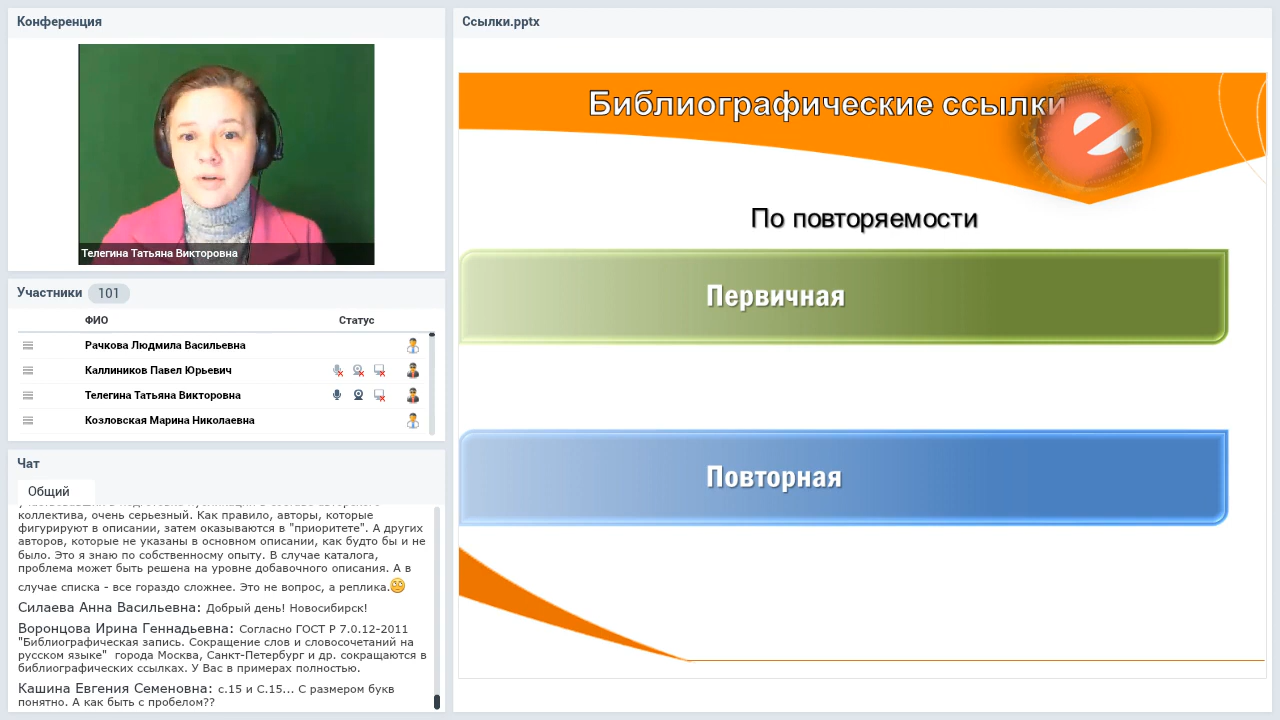 Конференция
Телегина Татьяна Викторовна
Участники 101
ФИО Статус
Рачкова Людмила Васильевна
Каллиников Павел Юрьевич
Телегина Татьяна Викторовна
Козловская Марина Николаевна
Чат
Общий
коллектива, очень серьезный. Как правило, авторы, которые
фигурируют в описании, затем оказываются в "приоритете". А других
авторов, которые не указаны в основном описании, как будто бы и не
было. Это я знаю по собственному опыту. В случае каталога,
проблема может быть решена на уровне добавочного описания. А в
случае списка - все гораздо сложнее. Это не вопрос, а реплика.
Силаева Анна Васильевна: Добрый день! Новосибирск!
Воронцова Ирина Геннадьевна: Согласно ГОСТ Р 7.0.12-2011
"Библиографическая запись. Сокращение слов и словосочетаний на
русском языке" города Москва, Санкт-Петербург и др. сокращаются в
библиографических ссылках. У Вас в примерах полностью.
Кашина Евгения Семеновна: с.15 и С.15... С размером букв
понятно. А как быть с пробелом??
Ссылки.pptx
Библиографические ссылки
По повторяемости
Первичная
Повторная